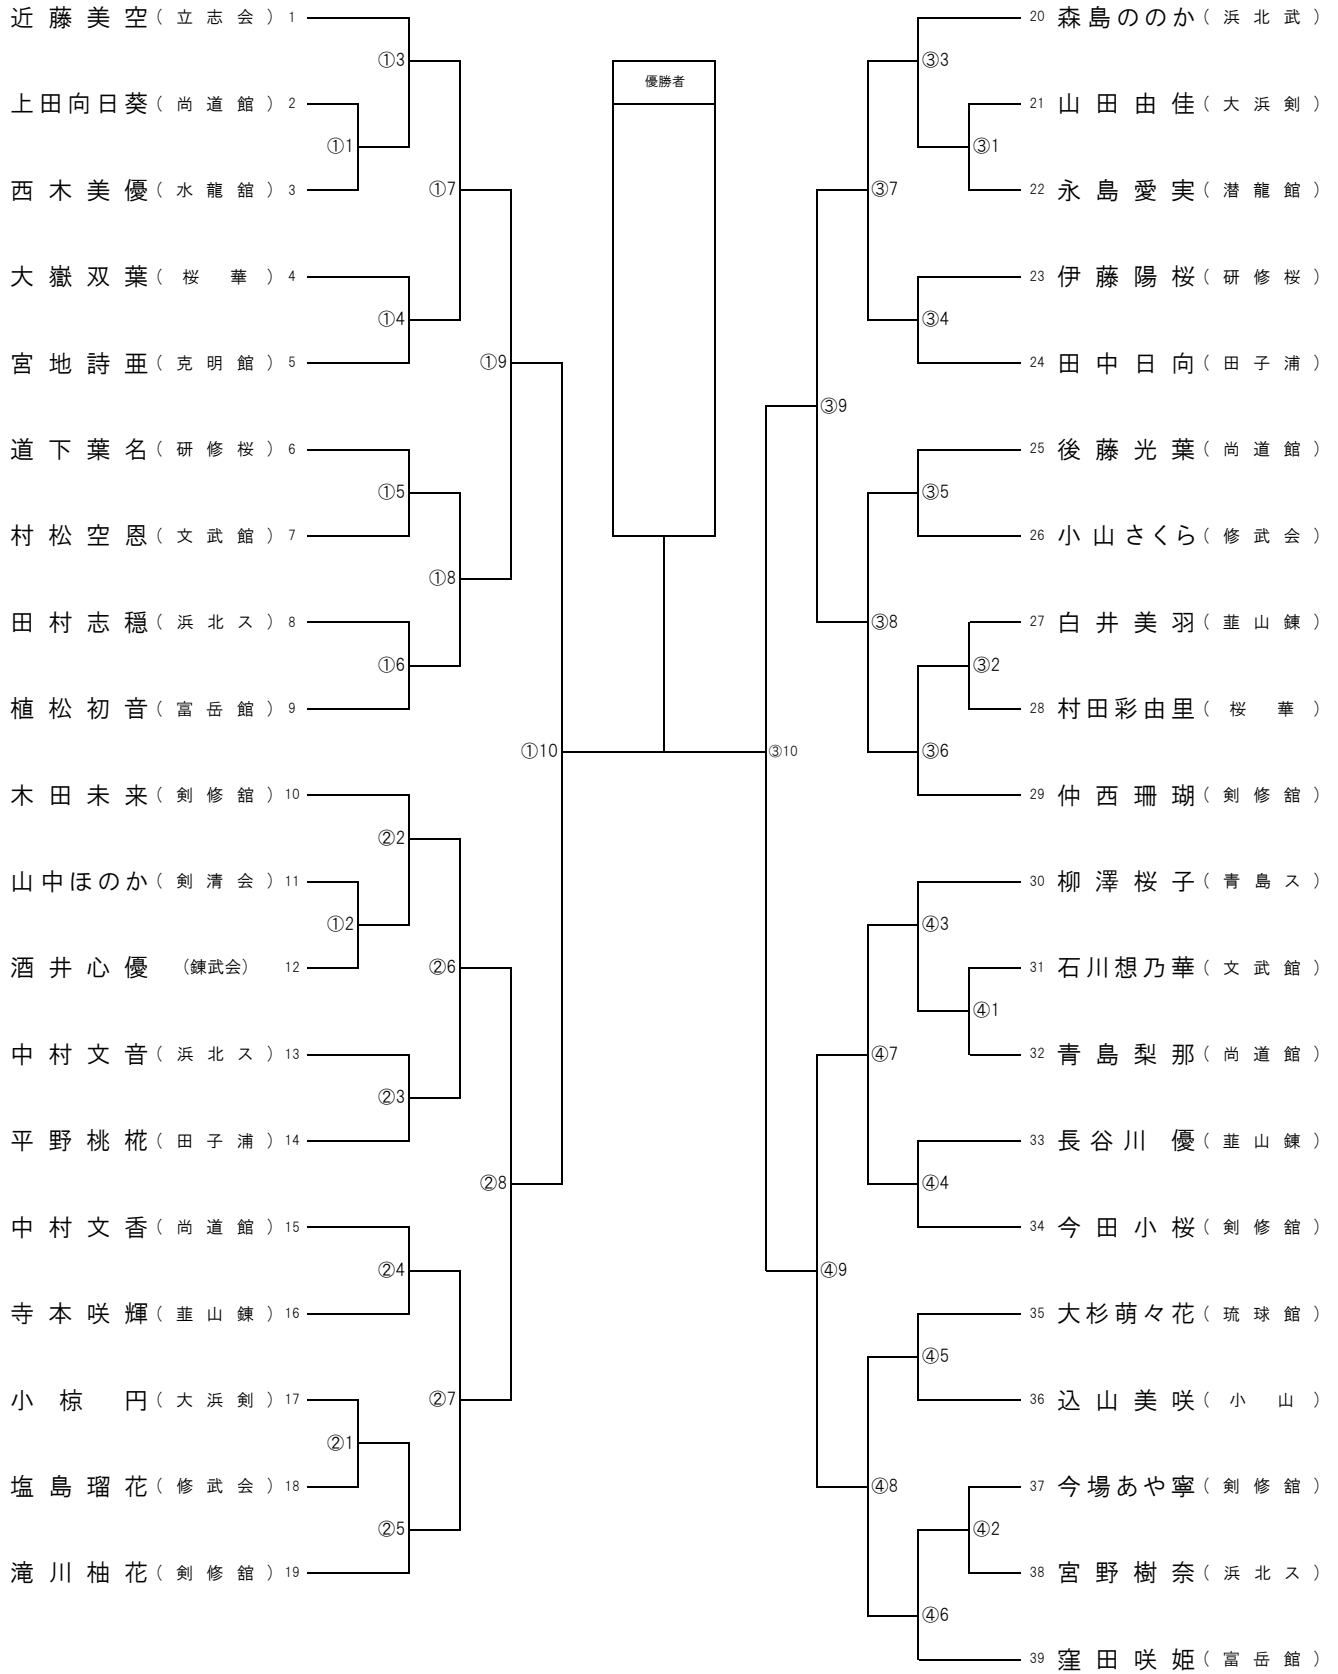 近藤美空（立志会）1
①3
上田向日葵（尚道館）2
①1
西木美優（水龍舘）3
①7
大嶽双葉（桜華）4
①4
宮地詩亜（克明館）5
①9
道下葉名（研修桜）6
①5
村松空恩（文武館）7
①8
田村志穏（浜北ス）8
①6
植松初音（富岳館）9
①10
木田未来（剣修舘）10
②2
山中ほのか（剣清会）11
①2
酒井心優（錬武会）12
②6
中村文音（浜北ス）13
②3
平野桃椛（田子浦）14
②8
中村文香（尚道館）15
②4
寺本咲輝（韮山錬）16
小椋円（大浜剣）17
②7
②1
塩島瑠花（修武会）18
②5
滝川柚花（剣修舘）19
優勝者
20 森島ののか（浜北武）
③3
21 山田由佳（大浜剣）
③1
22 永島愛実（潜龍館）
③7
23 伊藤陽桜（研修桜）
③4
24 田中日向（田子浦）
③9
25 後藤光葉（尚道館）
③5
26 小山さくら（修武会）
27 白井美羽（韮山錬）
③8
③2
28 村田彩由里（桜華）
③10
③6
29 仲西珊瑚（剣修舘）
30 柳澤桜子（青島ス）
④3
31 石川想乃華（文武館）
④1
32 青島梨那（尚道館）
④7
33 長谷川優（韮山錬）
④4
34 今田小桜（剣修舘）
④9
35 大杉萌々花（琉球館）
④5
36 込山美咲（小山）
37 今場あや寧（剣修舘）
④8
④2
38 宮野樹奈（浜北ス）
④6
39 窪田咲姫（富岳館）